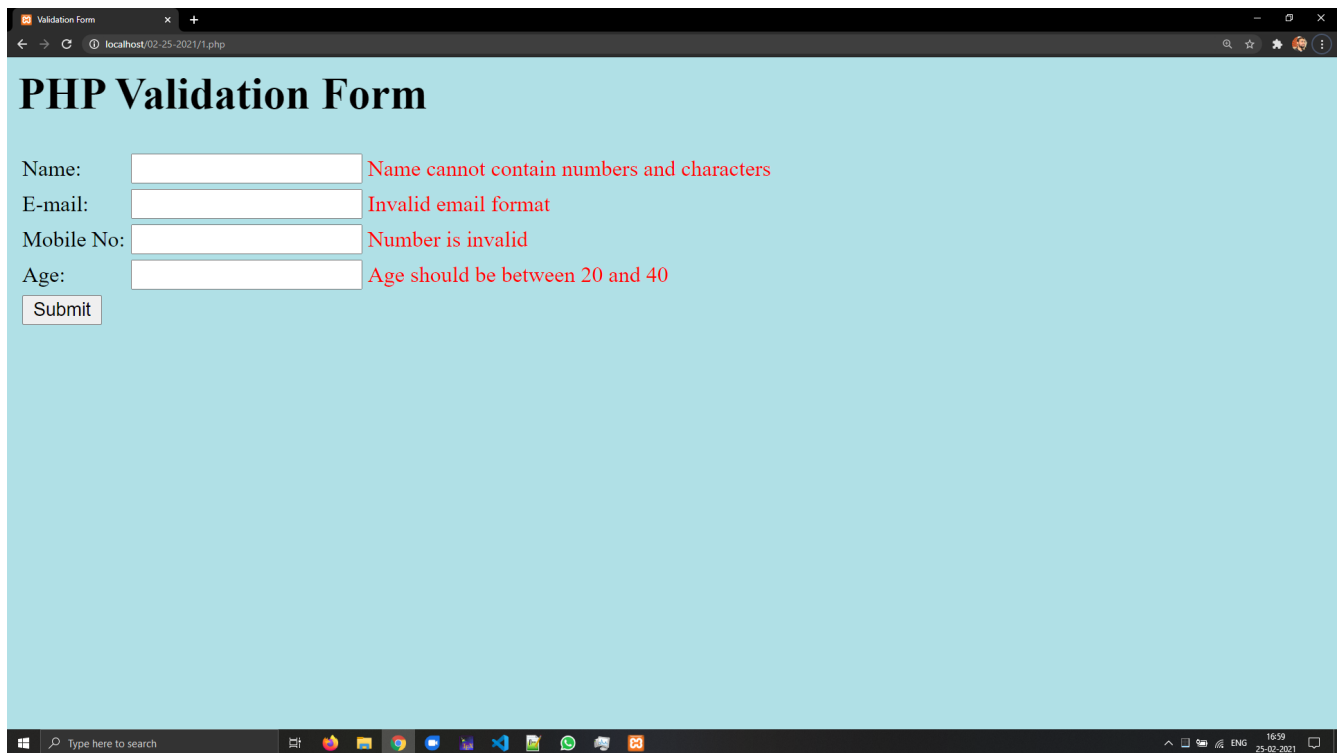 Validation Form
localhost/02-25-2021/1.php
PHP Validation Form
Name: Name cannot contain numbers and characters
E-mail: Invalid email format
Mobile No: Number is invalid
Age: Age should be between 20 and 40
Submit
Type here to search
ENG
16:59
25-02-2021